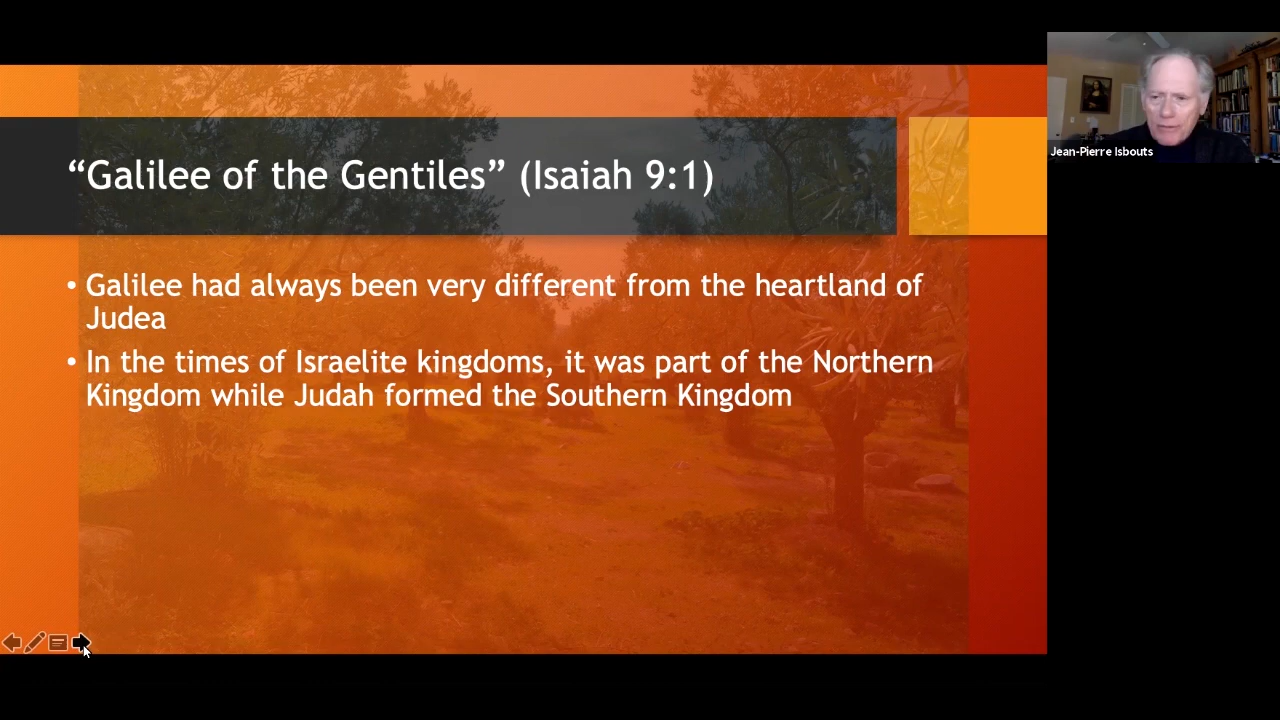 “Galilee of the Gentiles” (Isaiah 9:1)
• Galilee had always been very different from the heartland of
Judea
• In the times of Israelite kingdoms, it was part of the Northern
Kingdom while Judah formed the Southern Kingdom
Jean-Pierre Isbouts